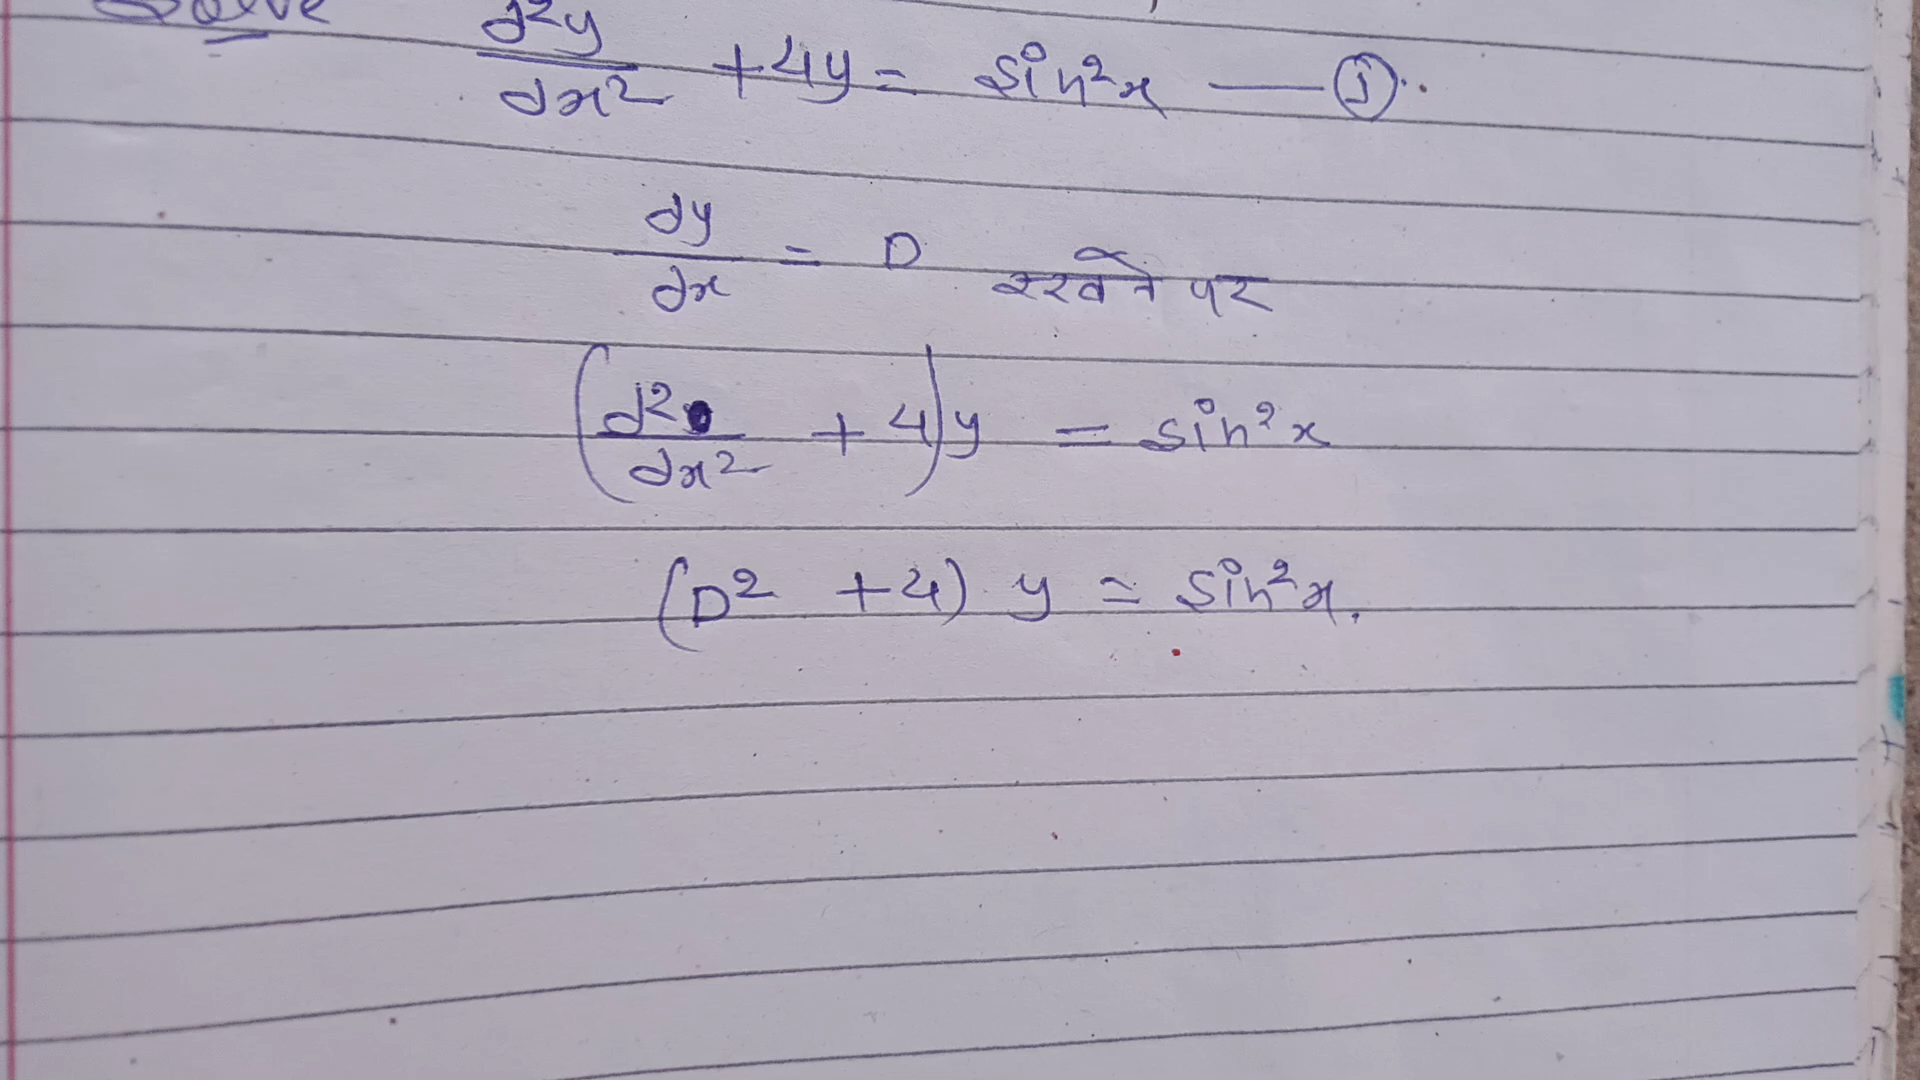 Solve d²y/dx² + 4y = sin²x — ①.
dy/dx = D रखने पर
(d²/dx² + 4)y = sin²x
(D² + 4) y = sin²x.